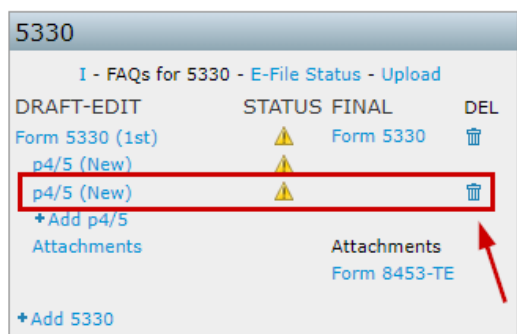 5330
I - FAQs for 5330 - E-File Status - Upload
DRAFT-EDIT STATUS FINAL DEL
Form 5330 (1st) Form 5330
p4/5 (New)
p4/5 (New)
+Add p4/5
Attachments Attachments
Form 8453-TE
+Add 5330